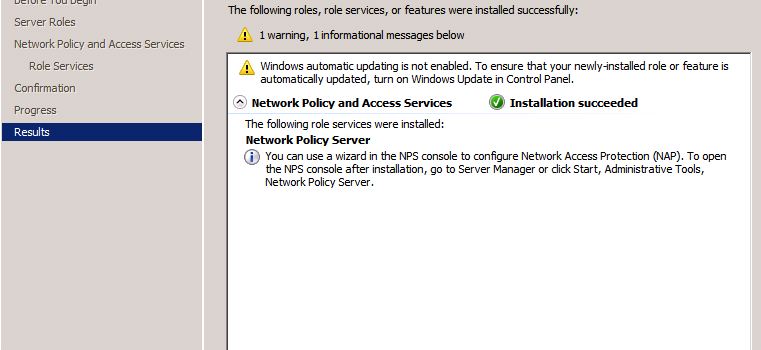 Before You Begin
Server Roles
Network Policy and Access Services
Role Services
Confirmation
Progress
Results
The following roles, role services, or features were installed successfully:
1 warning, 1 informational messages below
Windows automatic updating is not enabled. To ensure that your newly-installed role or feature is
automatically updated, turn on Windows Update in Control Panel.
Network Policy and Access Services Installation succeeded
The following role services were installed:
Network Policy Server
You can use a wizard in the NPS console to configure Network Access Protection (NAP). To open
the NPS console after installation, go to Server Manager or click Start, Administrative Tools,
Network Policy Server.